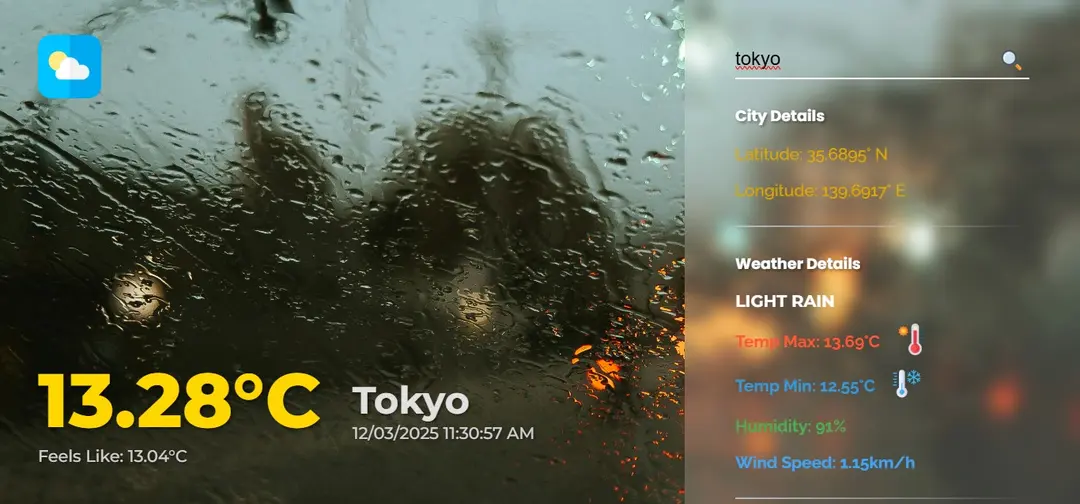 13.28°C
Feels Like: 13.04°C
Tokyo
12/03/2025 11:30:57 AM
tokyo
City Details
Latitude: 35.6895° N
Longitude: 139.6917° E
Weather Details
LIGHT RAIN
Temp Max: 13.69°C
Temp Min: 12.55°C
Humidity: 91%
Wind Speed: 1.15km/h